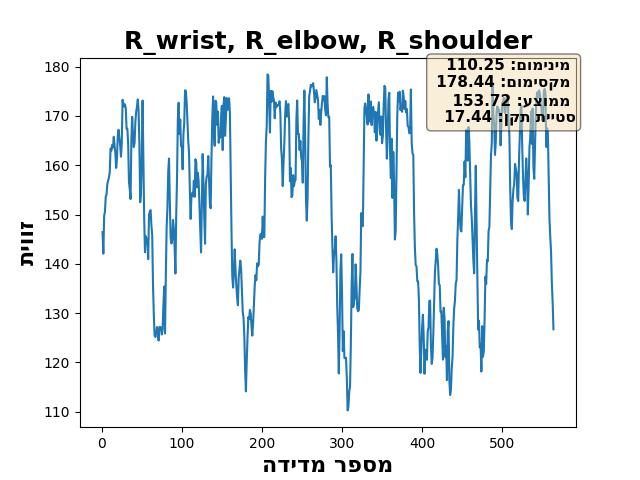 R_wrist, R_elbow, R_shoulder
מינימום: 110.25
מקסימום: 178.44
ממוצע: 153.72
סטיית תקן: 17.44
זווית
180
170
160
150
140
130
120
110
0 100 200 300 400 500
מספר מדידה